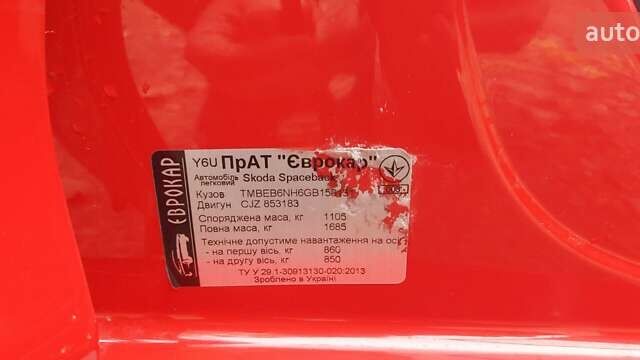 auto
ЄВРОКАР
Y6U ПрАТ "Єврокар"
Автомобіль легковий Skoda Spaceback
Кузов
Двигун CJZ 853183
Споряджена маса, кг 1105
Повна маса, кг 1685
Технічне допустиме навантаження на осі
- на першу вісь, кг 860
- на другу вісь, кг 850
ТУ У 29.1-30913130-020:2013
Зроблено в Україні